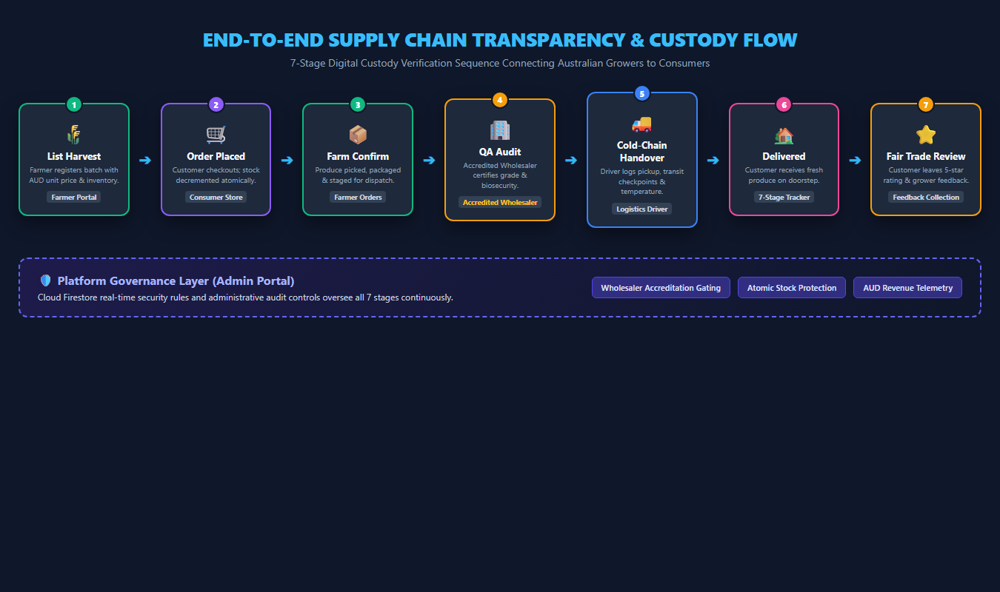 END-TO-END SUPPLY CHAIN TRANSPARENCY & CUSTODY FLOW
7-Stage Digital Custody Verification Sequence Connecting Australian Growers to Consumers
1
List Harvest
Farmer registers batch with
AUD unit price & inventory.
Farmer Portal
2
Order Placed
Customer checkouts; stock
decremented atomically.
Consumer Store
3
Farm Confirm
Produce picked, packaged
& staged for dispatch.
Farmer Orders
4
QA Audit
Accredited Wholesaler
certifies grade &
biosecurity.
Accredited Wholesaler
5
Cold-Chain
Handover
Driver logs pickup, transit
checkpoints &
temperature.
Logistics Driver
6
Delivered
Customer receives fresh
produce on doorstep.
7-Stage Tracker
7
Fair Trade Review
Customer leaves 5-star
rating & grower feedback.
Feedback Collection
Platform Governance Layer (Admin Portal)
Cloud Firestore real-time security rules and administrative audit controls oversee all 7 stages continuously.
Wholesaler Accreditation Gating
Atomic Stock Protection
AUD Revenue Telemetry